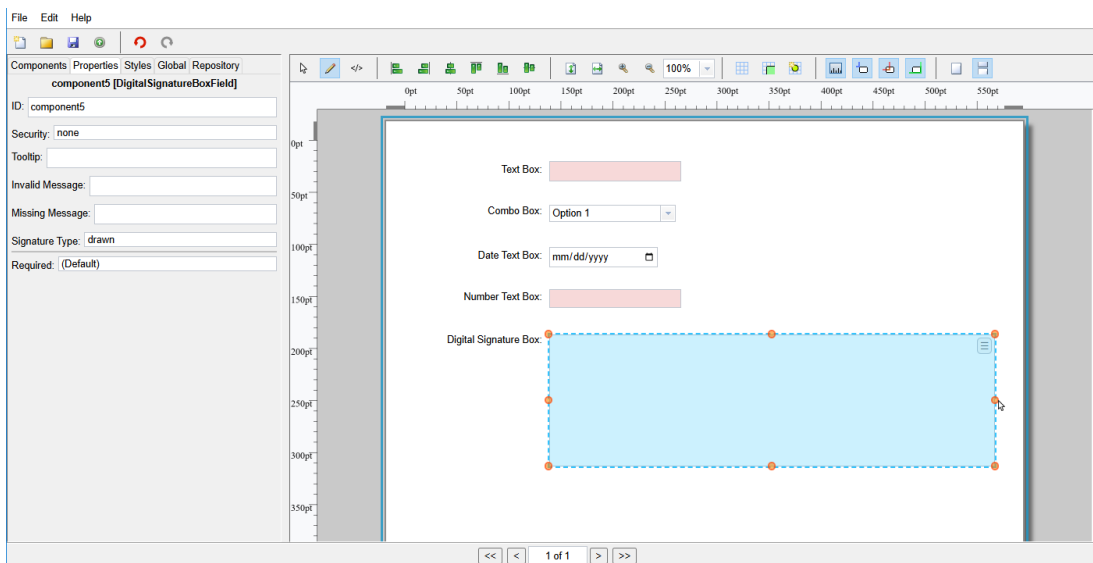 File Edit Help
Components Properties Styles Global Repository
component5 [DigitalSignatureBoxField]
ID: component5
Security: none
Tooltip:
Invalid Message:
Missing Message:
Signature Type: drawn
Required: (Default)
</> 100%
0pt 50pt 100pt 150pt 200pt 250pt 300pt 350pt 400pt 450pt 500pt 550pt
0pt
50pt
100pt
150pt
200pt
250pt
300pt
350pt
Text Box:
Combo Box: Option 1
Date Text Box: mm/dd/yyyy
Number Text Box:
Digital Signature Box:
<< < 1 of 1 > >>